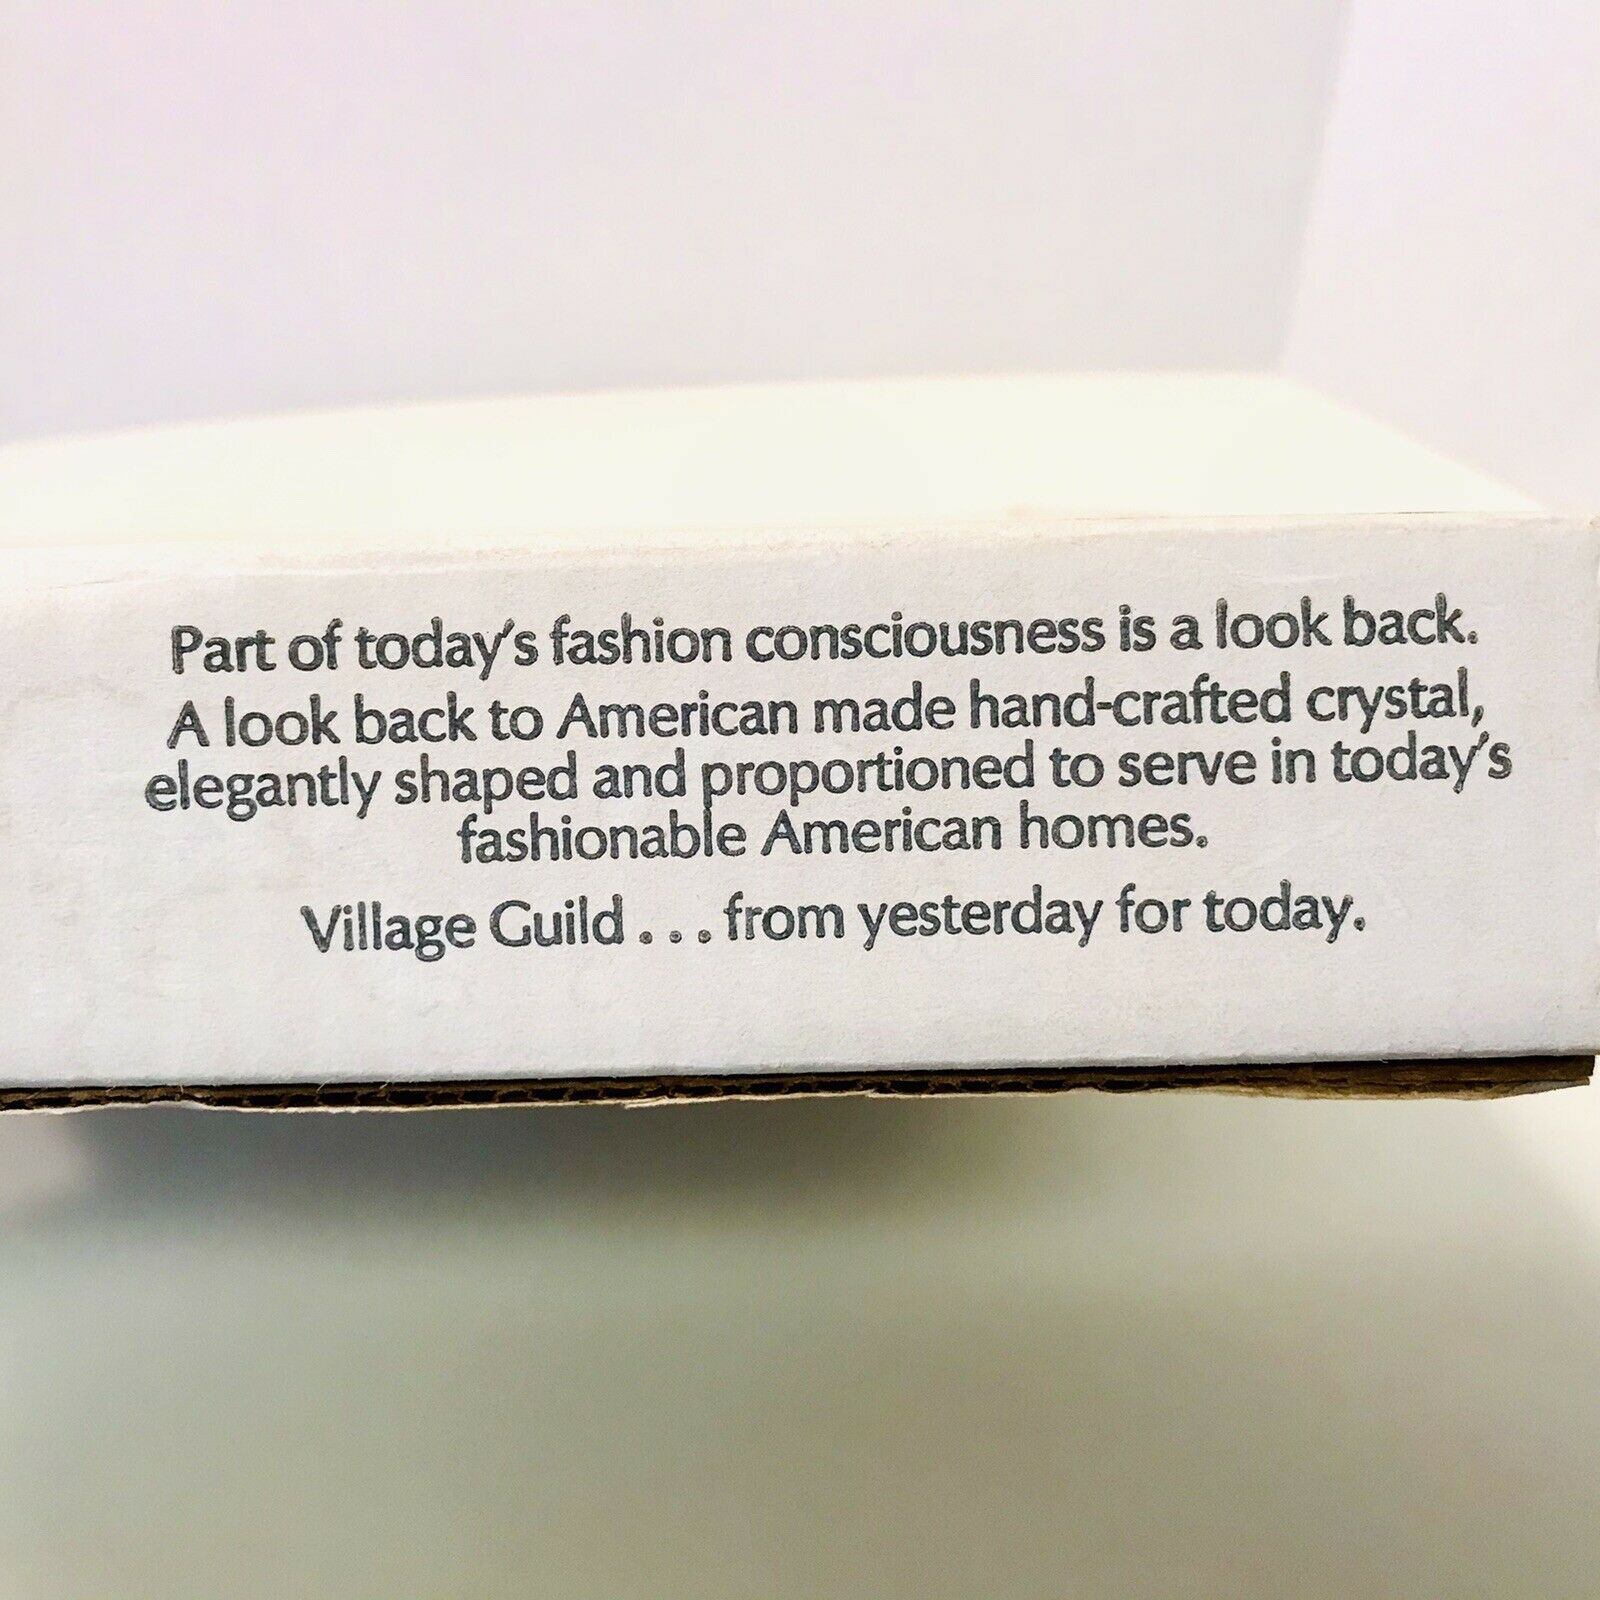 Part of today's fashion consciousness is a look back.
A look back to American made hand-crafted crystal,
elegantly shaped and proportioned to serve in today's
fashionable American homes.
Village Guild . . . from yesterday for today.